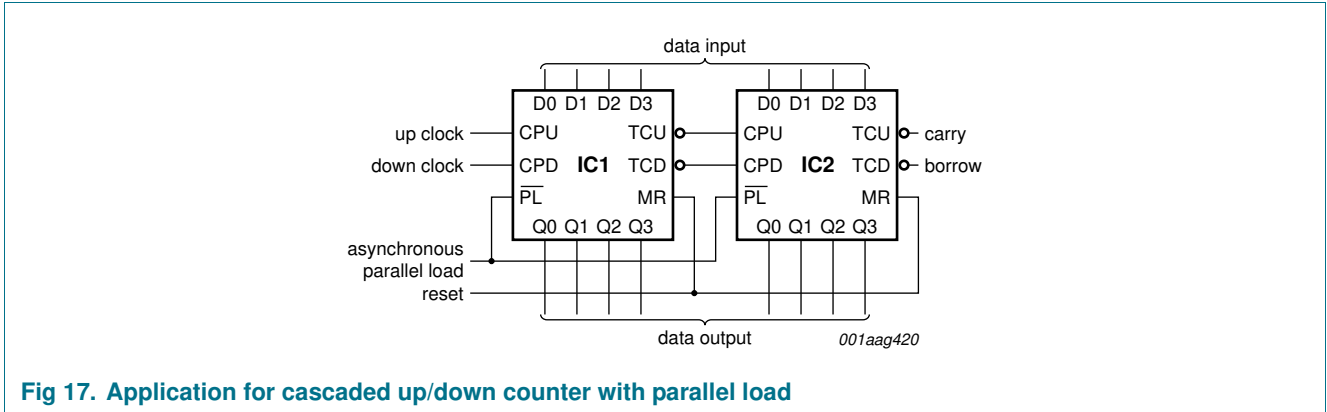 data input
D0 D1 D2 D3 D0 D1 D2 D3
up clock CPU TCU CPU TCU carry
down clock CPD IC1 TCD CPD IC2 TCD borrow
P̅L̅ MR P̅L̅ MR
Q0 Q1 Q2 Q3 Q0 Q1 Q2 Q3
asynchronous
parallel load
reset
data output 001aag420
Fig 17. Application for cascaded up/down counter with parallel load